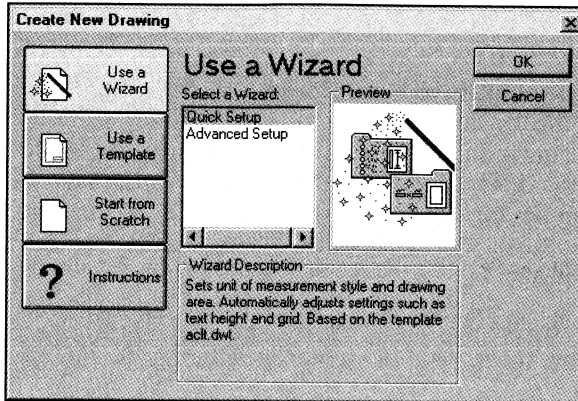 Create New Drawing
Use a
Wizard
Use a
Template
Start from
Scratch
?
Instructions
Use a Wizard
Select a Wizard:
Quick Setup
Advanced Setup
Preview
OK
Cancel
Wizard Description
Sets unit of measurement style and drawing
area. Automatically adjusts settings such as
text height and grid. Based on the template
aclt.dwt.